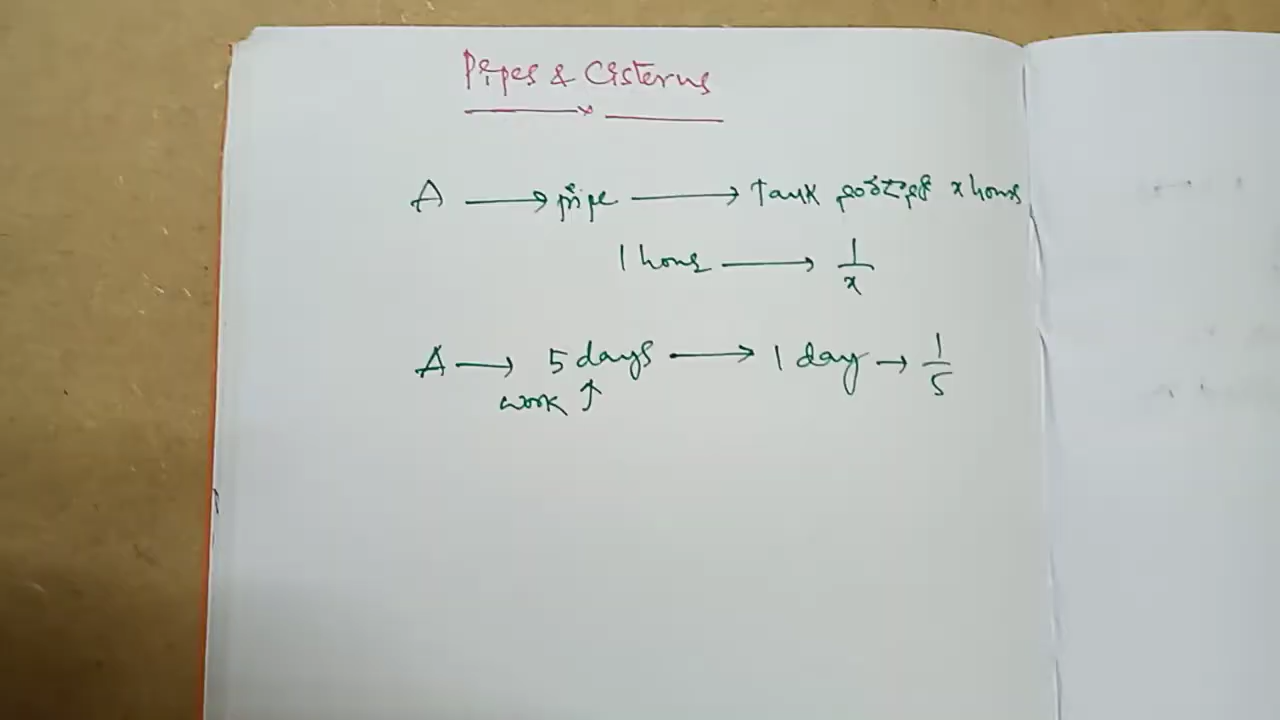 Pipes & Cisterns
A → pipe → Tank x hours
1 hour → 1/x
A → 5 days → 1 day → 1/5
work ↑